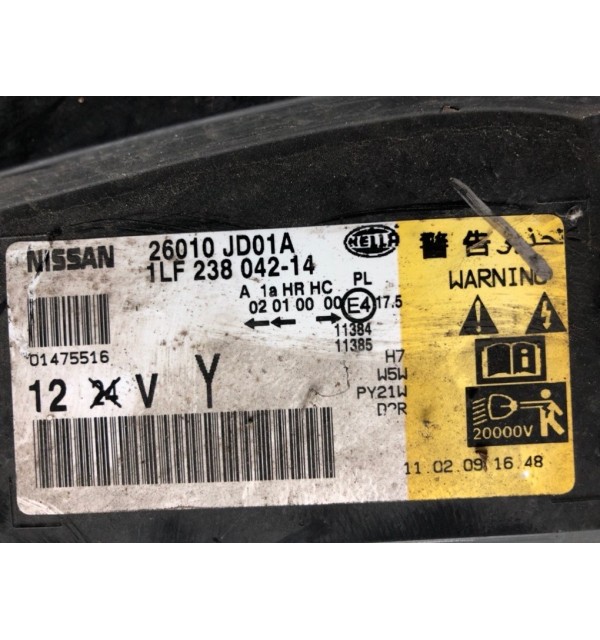 NISSAN
26010 JD01A
1LF 238 042-14
HELLA
警告
WARNING
A 1a HR HC PL
02 01 00 00 E4 17.5
11384
11385
01475516
12 24 V Y
H7
W5W
PY21W
20000V
11.02.09 16.48